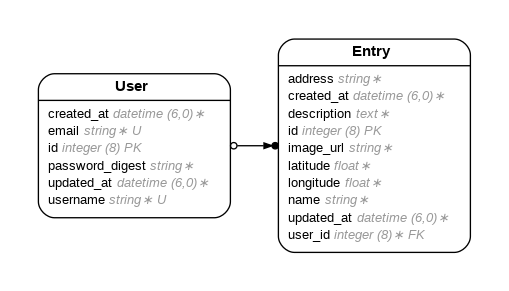 User
created_at datetime (6,0)∗
email string∗ U
id integer (8) PK
password_digest string∗
updated_at datetime (6,0)∗
username string∗ U
Entry
address string∗
created_at datetime (6,0)∗
description text∗
id integer (8) PK
image_url string∗
latitude float∗
longitude float∗
name string∗
updated_at datetime (6,0)∗
user_id integer (8)∗ FK